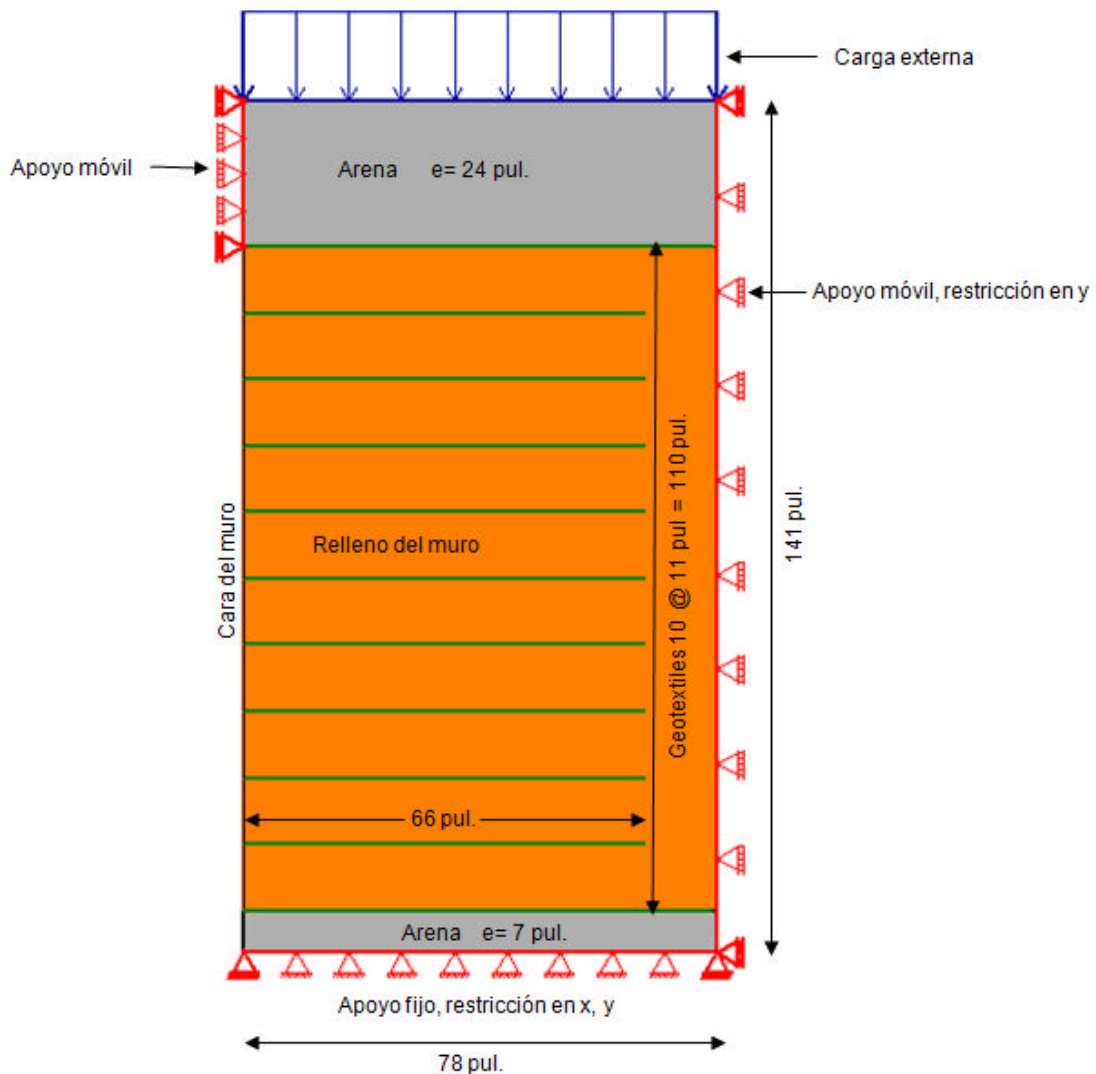 Carga externa
Apoyo móvil
Arena e= 24 pul.
Apoyo móvil, restricción en y
Cara del muro
Relleno del muro
Geotextiles 10 @ 11 pul = 110 pul.
141 pul.
66 pul.
Arena e= 7 pul.
Apoyo fijo, restricción en x, y
78 pul.